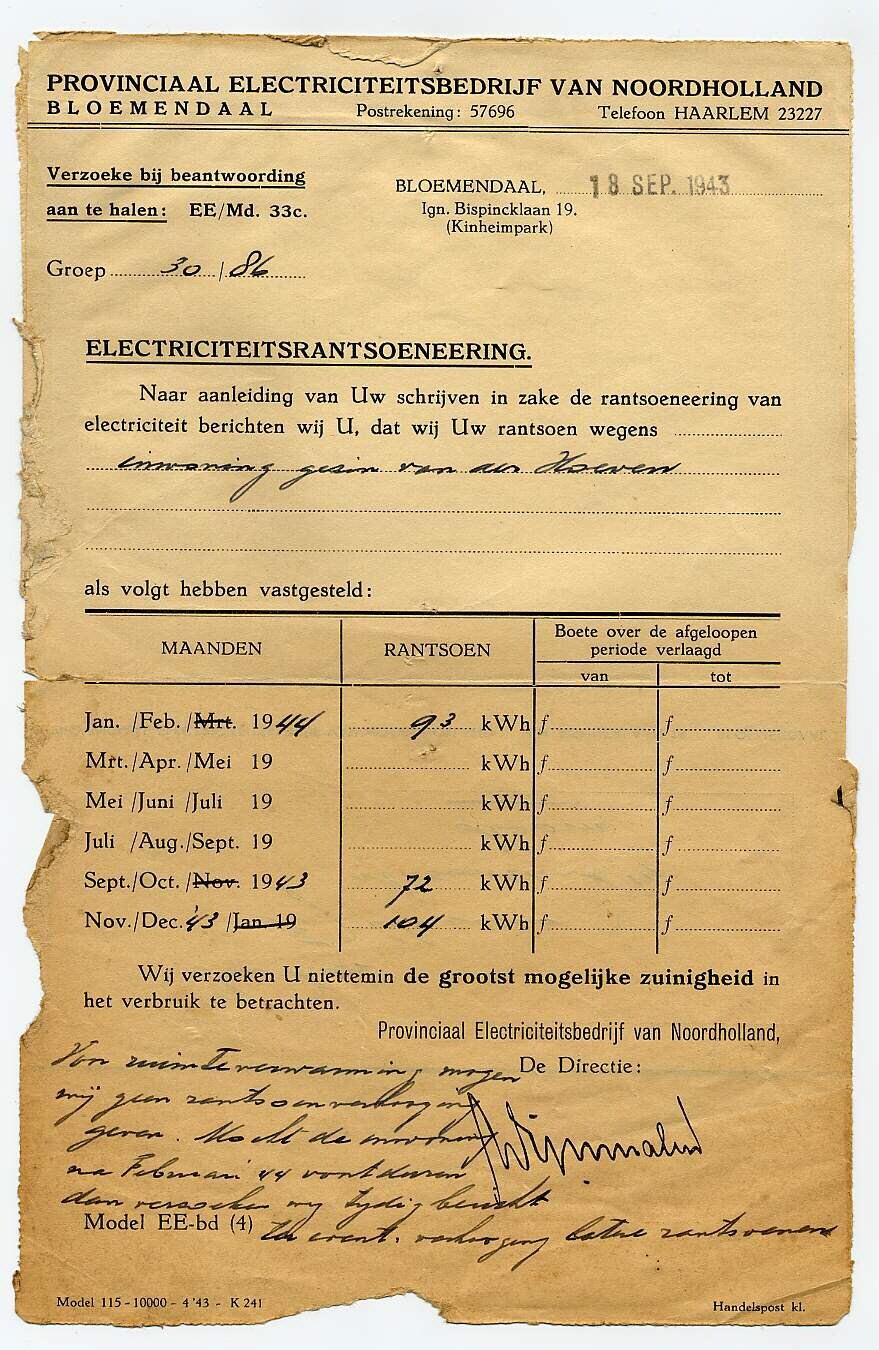 PROVINCIAAL ELECTRICITEITSBEDRIJF VAN NOORDHOLLAND
BLOEMENDAAL Postrekening: 57696 Telefoon HAARLEM 23227
Verzoeke bij beantwoording
aan te halen: EE/Md. 33c.
BLOEMENDAAL, 18 SEP. 1943
Ign. Bispincklaan 19.
(Kinheimpark)
Groep 30 / 86
ELECTRICITEITSRANTSOENEERING.
Naar aanleiding van Uw schrijven in zake de rantsoeneering van
electriciteit berichten wij U, dat wij Uw rantsoen wegens
inwoning gezin van der Hoeven
als volgt hebben vastgesteld:
MAANDEN RANTSOEN Boete over de afgeloopen
periode verlaagd
van tot
Jan. /Feb. /Mrt. 1944 93 kWh f f
Mrt./Apr. /Mei 19 kWh f f
Mei /Juni /Juli 19 kWh f f
Juli /Aug./Sept. 19 kWh f f
Sept./Oct. /Nov. 1943 72 kWh f f
Nov./Dec. '43 /Jan. 19 104 kWh f f
Wij verzoeken U niettemin de grootst mogelijke zuinigheid in
het verbruik te betrachten.
Provinciaal Electriciteitsbedrijf van Noordholland,
De Directie:
Voor ruimteverwarming mogen
wij geen rantsoenverhooging
geven. Mocht de inwoning
na Februari 44 voortduren
dan verzoeken wij tijdig bericht
Model EE-bd (4)
ter event. verhooging latere rantsoenen
Model 115 - 10000 - 4 '43 - K 241
Handelspost kl.